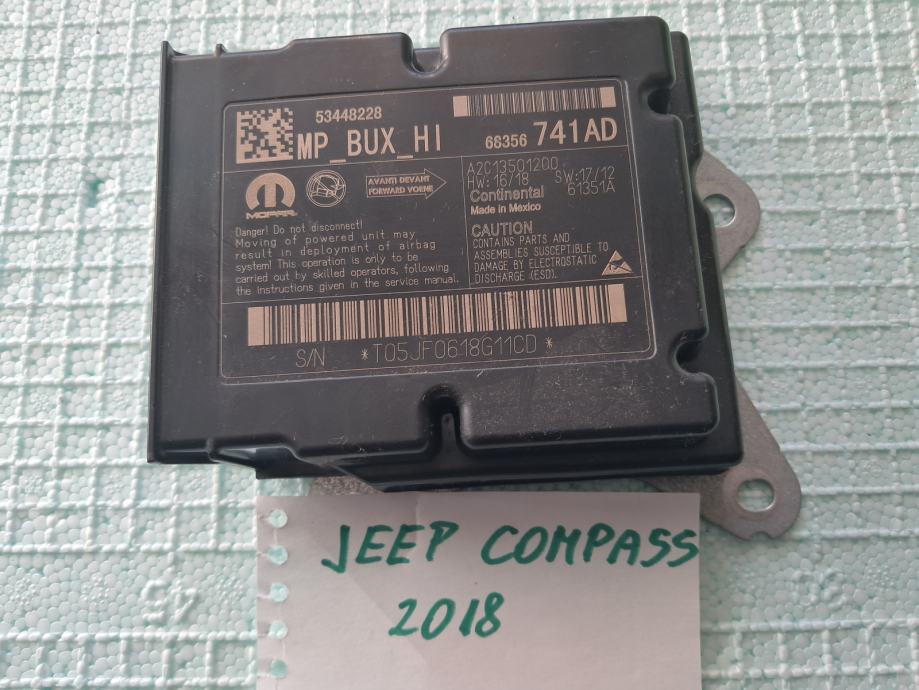 53448228
MP_BUX_HI
68356 741AD
MOPAR
AVANTI DEVANT
FORWARD VORNE
A2C13501200
HW: 16/18 SW: 17/12
Continental 61351A
Made in Mexico
Danger! Do not disconnect!
Moving of powered unit may
result in deployment of airbag
system! This operation is only to be
carried out by skilled operators, following
the instructions given in the service manual.
CAUTION
CONTAINS PARTS AND
ASSEMBLIES SUSCEPTIBLE TO
DAMAGE BY ELECTROSTATIC
DISCHARGE (ESD).
S/N *T05JF0618G11CD*
JEEP COMPASS
2018
45